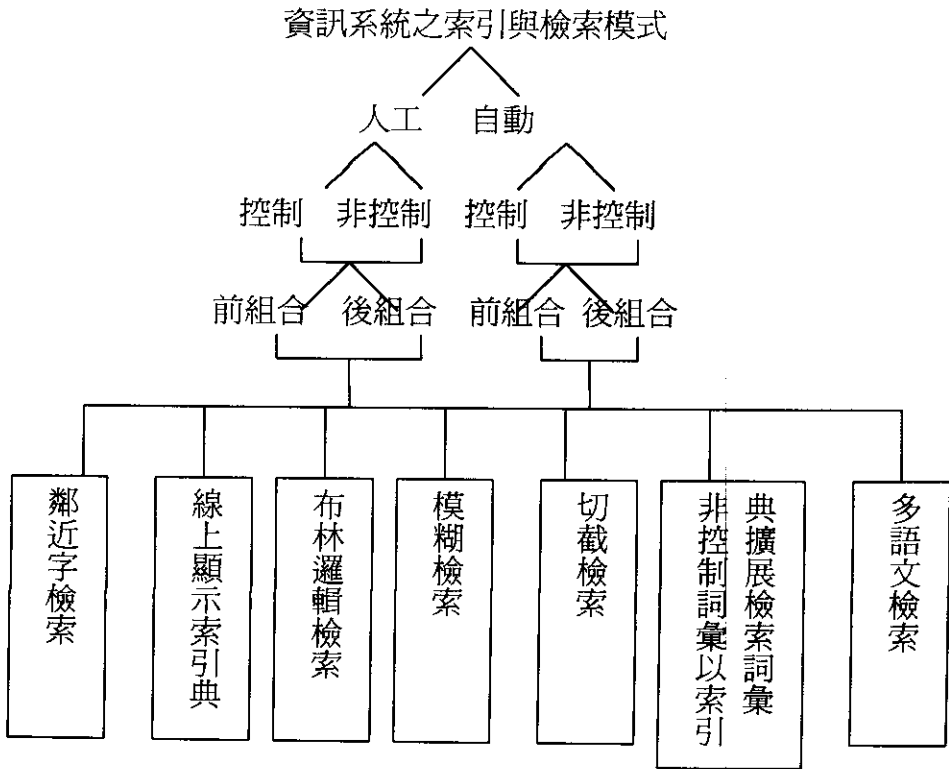 資訊系統之索引與檢索模式
人工 自動
控制 非控制 控制 非控制
前組合 後組合 前組合 後組合
鄰近字檢索
線上顯示索引典
布林邏輯檢索
模糊檢索
切截檢索
非控制詞彙以索引
典擴展檢索詞彙
多語文檢索